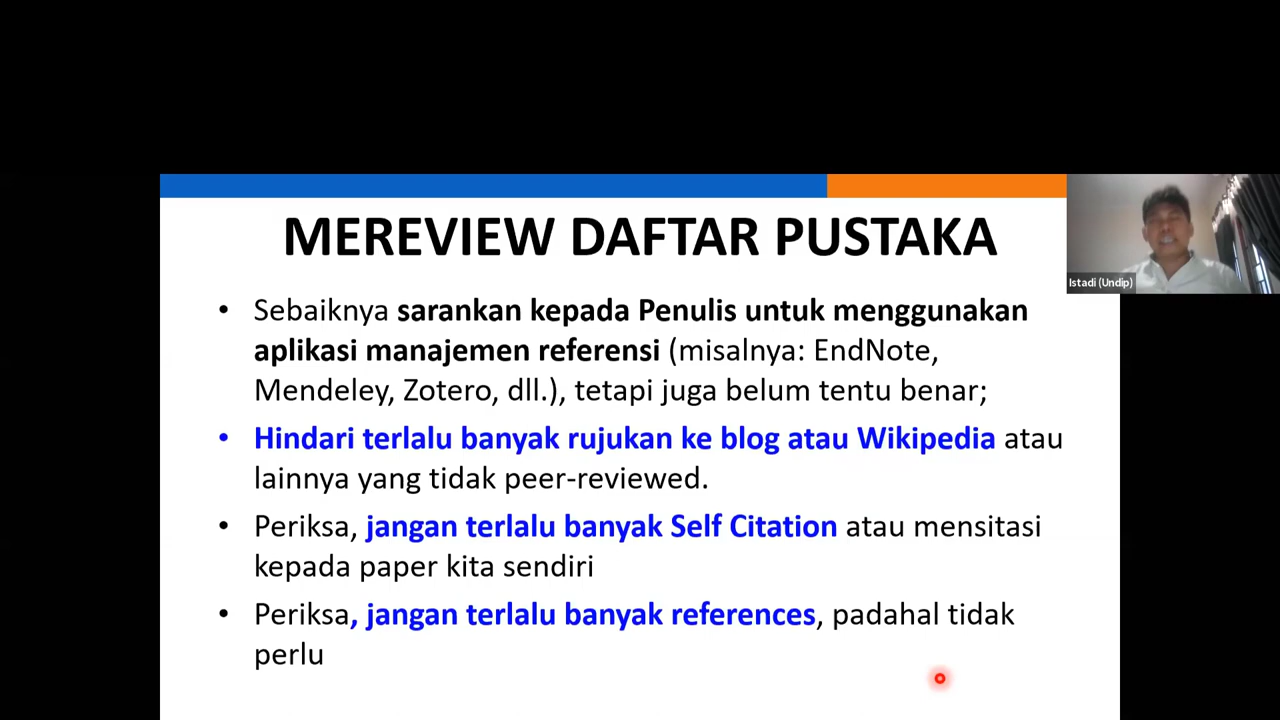 MEREVIEW DAFTAR PUSTAKA
Istadi (Undip)
• Sebaiknya sarankan kepada Penulis untuk menggunakan
aplikasi manajemen referensi (misalnya: EndNote,
Mendeley, Zotero, dll.), tetapi juga belum tentu benar;
• Hindari terlalu banyak rujukan ke blog atau Wikipedia atau
lainnya yang tidak peer-reviewed.
• Periksa, jangan terlalu banyak Self Citation atau mensitasi
kepada paper kita sendiri
• Periksa, jangan terlalu banyak references, padahal tidak
perlu